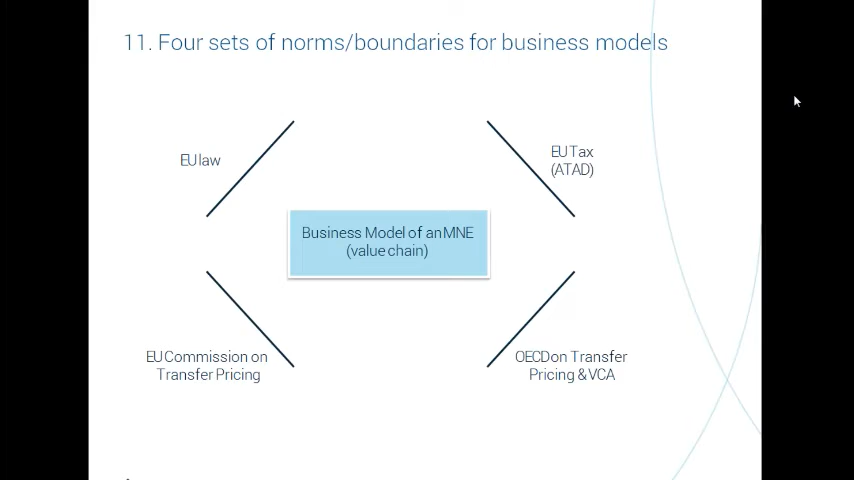 11. Four sets of norms/boundaries for business models
EU law
EU Tax
(ATAD)
Business Model of an MNE
(value chain)
EU Commission on
Transfer Pricing
OECD on Transfer
Pricing & VCA